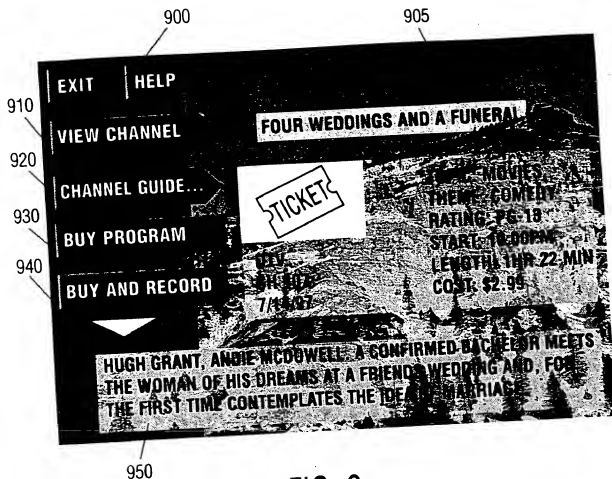 900
905
EXIT HELP
910
VIEW CHANNEL
FOUR WEDDINGS AND A FUNERAL
920
CHANNEL GUIDE...
TICKET
MOVIES
THEME: COMEDY
930
BUY PROGRAM
RATING: PG-13
START: 10:00PM
LENGTH: 1HR 22 MIN
COST: $2.99
940
BUY AND RECORD
7/14/97
HUGH GRANT, ANDIE MCDOWELL, A CONFIRMED BACHELOR MEETS
THE WOMAN OF HIS DREAMS AT A FRIENDS WEDDING AND, FOR
THE FIRST TIME CONTEMPLATES THE IDEA OF MARRIAGE
950